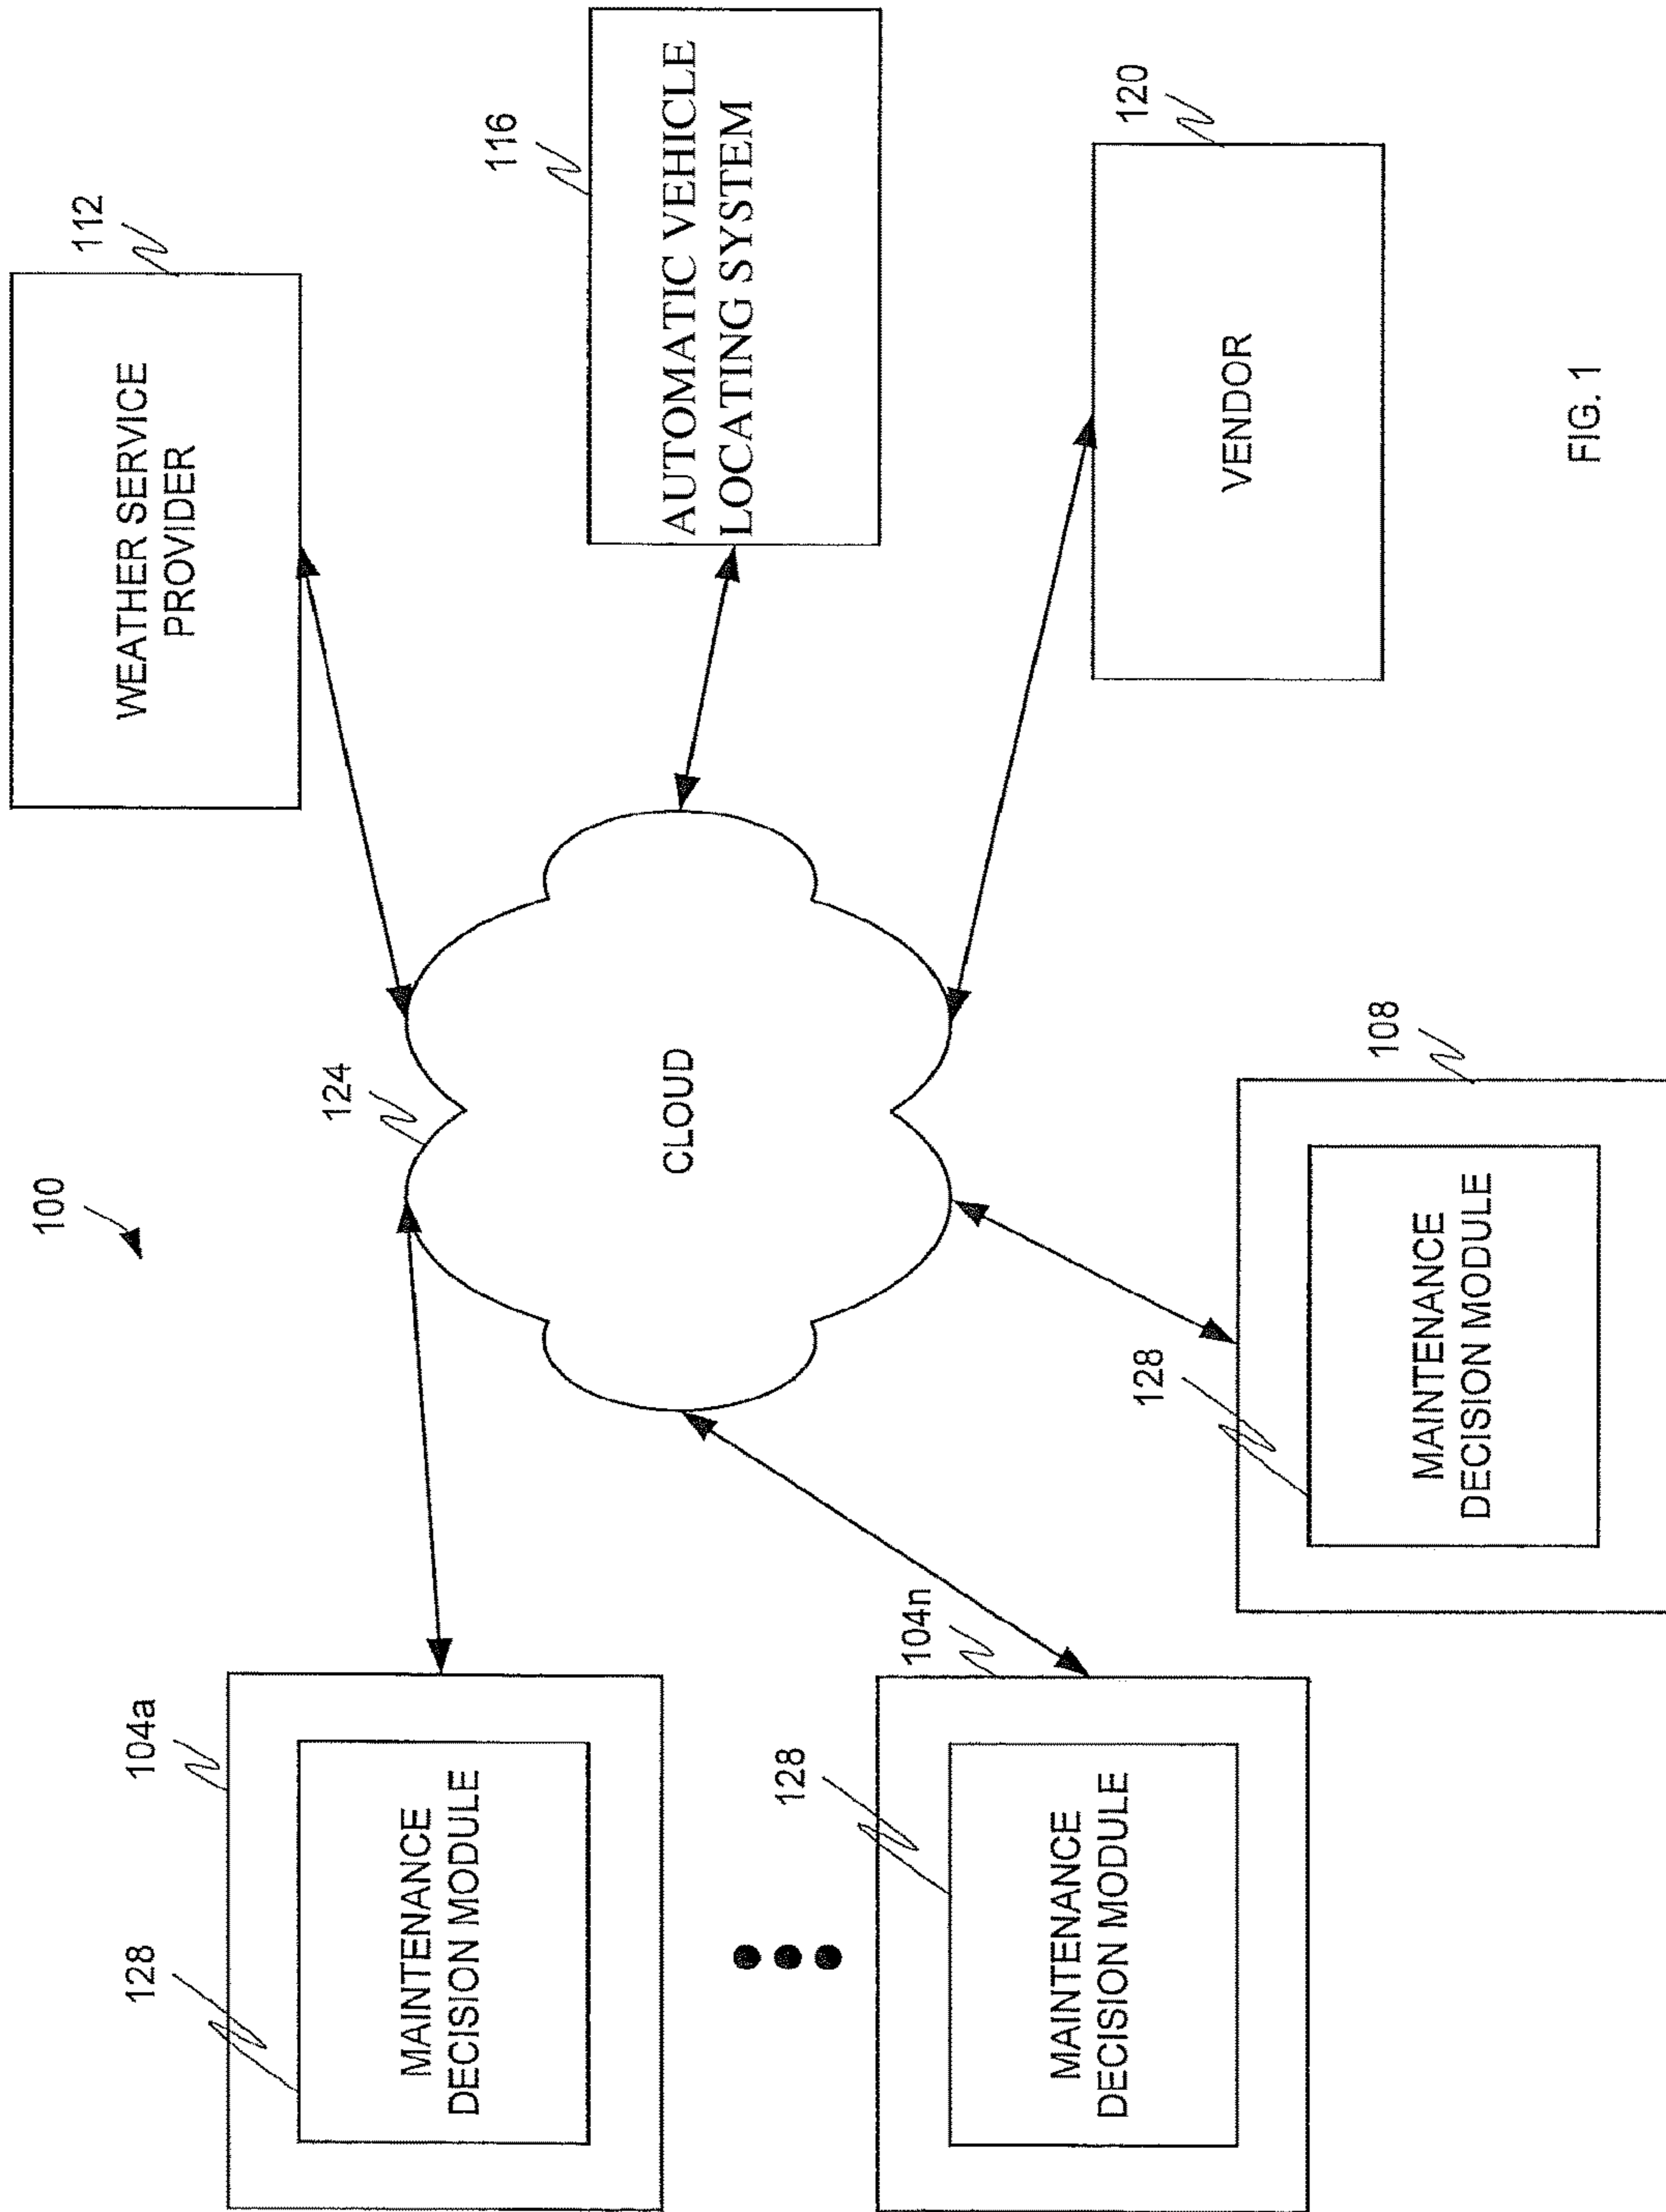 100
128
104a
MAINTENANCE
DECISION MODULE
128
104n
MAINTENANCE
DECISION MODULE
128
108
MAINTENANCE
DECISION MODULE
124
CLOUD
112
WEATHER SERVICE
PROVIDER
116
AUTOMATIC VEHICLE
LOCATING SYSTEM
120
VENDOR
FIG. 1